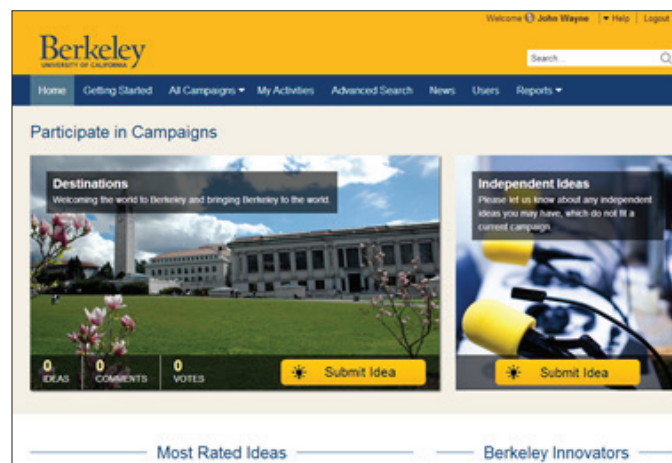 Welcome John Wayne ▾ Help Logout
Berkeley
UNIVERSITY OF CALIFORNIA
Search...
Home Getting Started All Campaigns ▾ My Activities Advanced Search News Users Reports ▾
Participate in Campaigns
Destinations
Welcoming the world to Berkeley and bringing Berkeley to the world.
0 IDEAS
0 COMMENTS
0 VOTES
Submit Idea
Independent Ideas
Please let us know about any independent
ideas you may have, which do not fit a
current campaign
Submit Idea
Most Rated Ideas
Berkeley Innovators